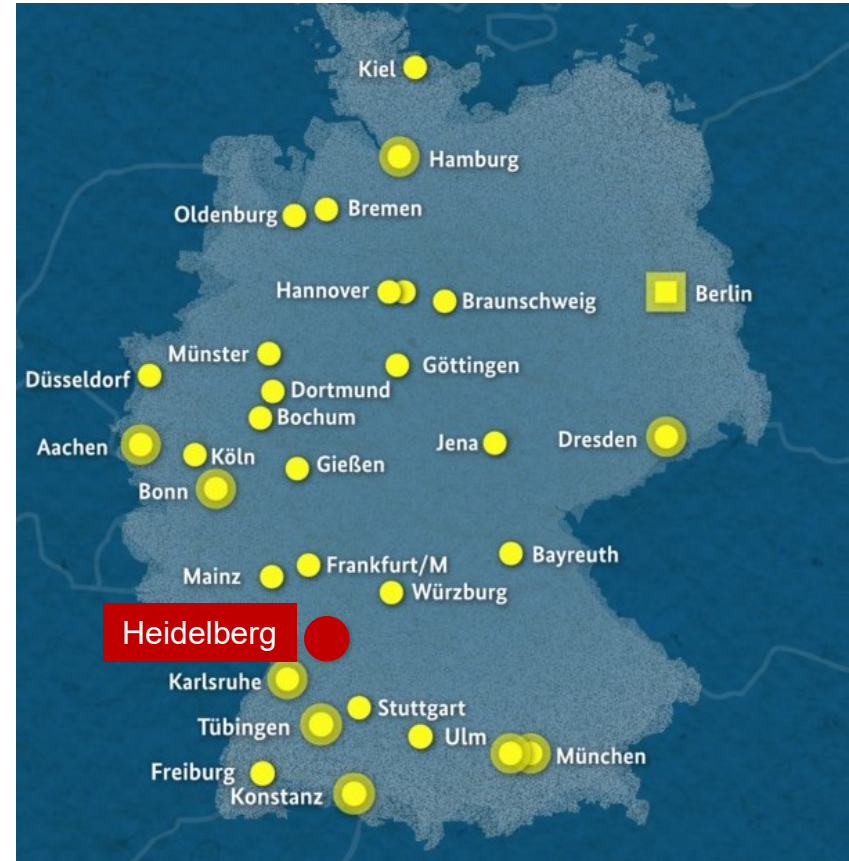 Kiel
Hamburg
Oldenburg
Bremen
Hannover
Braunschweig
Berlin
Münster
Göttingen
Düsseldorf
Dortmund
Bochum
Aachen
Köln
Gießen
Jena
Dresden
Bonn
Bayreuth
Mainz
Frankfurt/M
Würzburg
Heidelberg
Karlsruhe
Stuttgart
Tübingen
Ulm
München
Freiburg
Konstanz